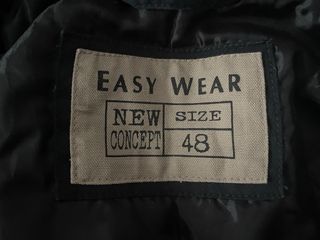 EASY WEAR
NEW SIZE
CONCEPT 48